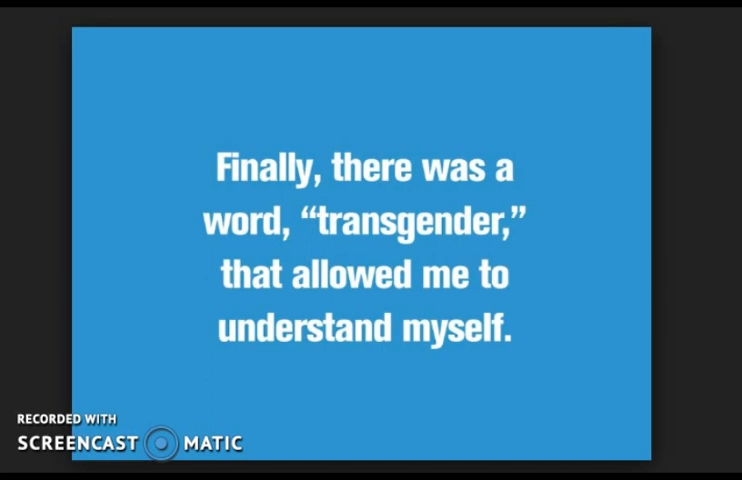 Finally, there was a
word, “transgender,”
that allowed me to
understand myself.
RECORDED WITH
SCREENCAST MATIC